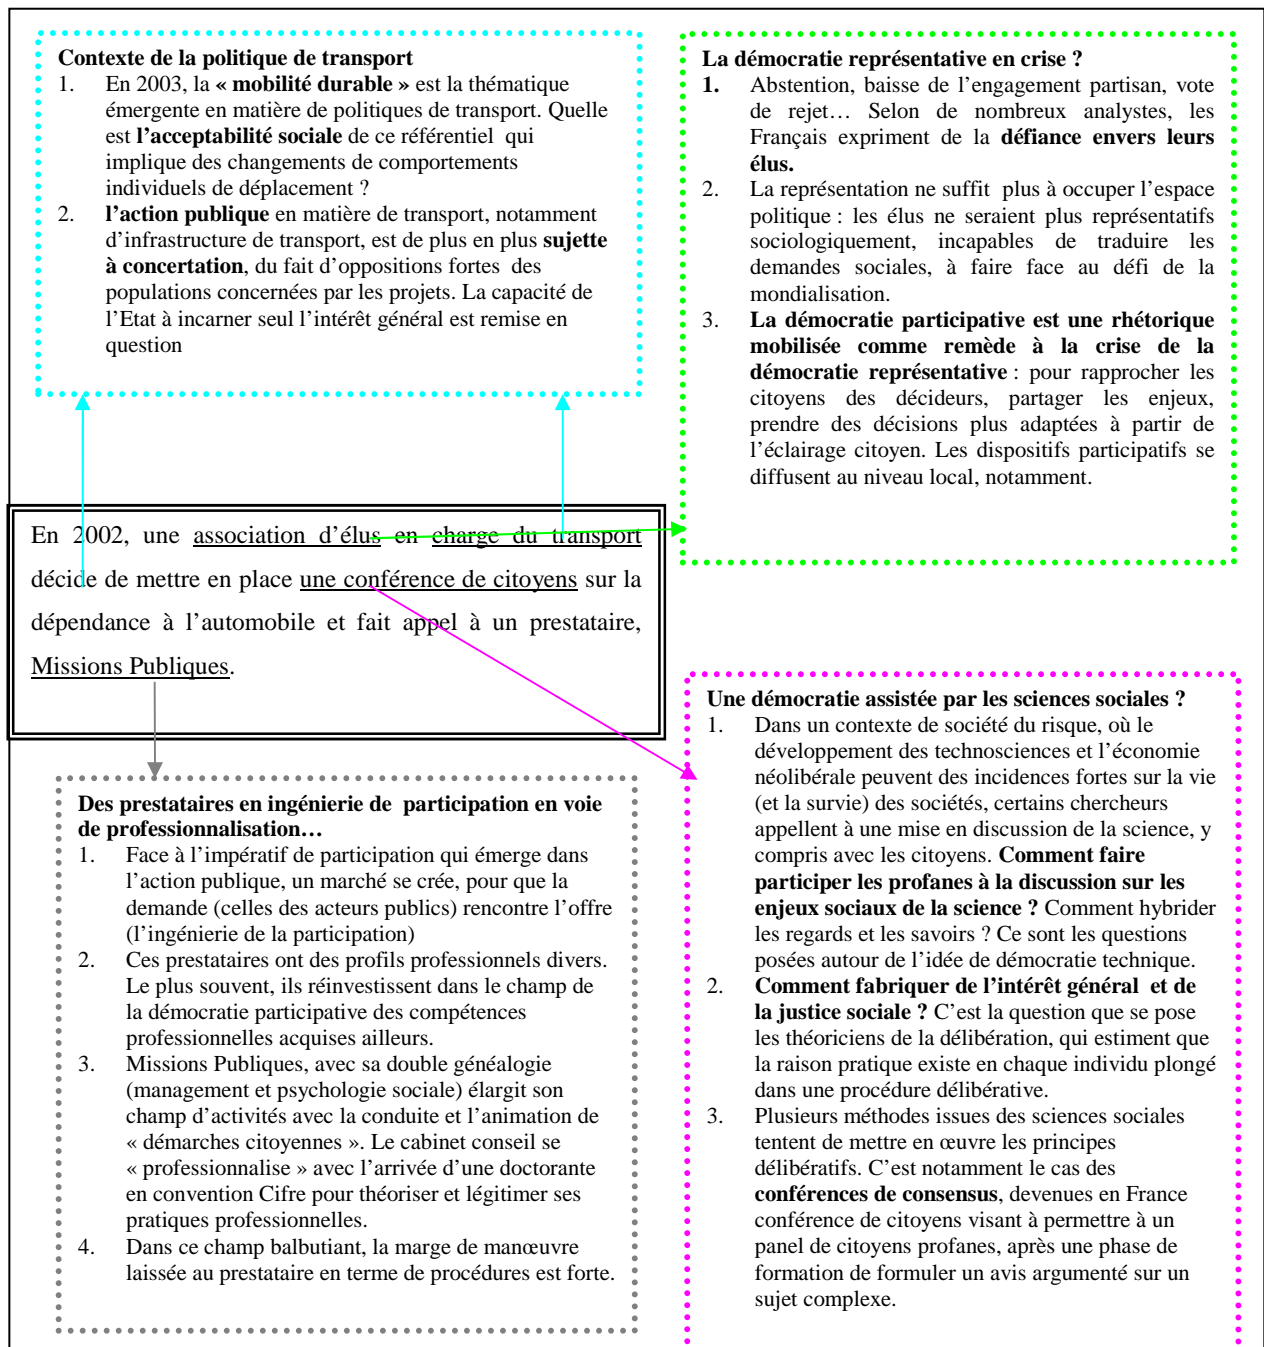 Contexte de la politique de transport
1. En 2003, la « mobilité durable » est la thématique
émergente en matière de politiques de transport. Quelle
est l’acceptabilité sociale de ce référentiel qui
implique des changements de comportements
individuels de déplacement ?
2. l’action publique en matière de transport, notamment
d’infrastructure de transport, est de plus en plus sujette
à concertation, du fait d’oppositions fortes des
populations concernées par les projets. La capacité de
l’Etat à incarner seul l’intérêt général est remise en
question
La démocratie représentative en crise ?
1. Abstention, baisse de l’engagement partisan, vote
de rejet… Selon de nombreux analystes, les
Français expriment de la défiance envers leurs
élus.
2. La représentation ne suffit plus à occuper l’espace
politique : les élus ne seraient plus représentatifs
sociologiquement, incapables de traduire les
demandes sociales, à faire face au défi de la
mondialisation.
3. La démocratie participative est une rhétorique
mobilisée comme remède à la crise de la
démocratie représentative : pour rapprocher les
citoyens des décideurs, partager les enjeux,
prendre des décisions plus adaptées à partir de
l’éclairage citoyen. Les dispositifs participatifs se
diffusent au niveau local, notamment.
En 2002, une association d’élus en charge du transport
décide de mettre en place une conférence de citoyens sur la
dépendance à l’automobile et fait appel à un prestataire,
Missions Publiques.
Des prestataires en ingénierie de participation en voie
de professionnalisation…
1. Face à l’impératif de participation qui émerge dans
l’action publique, un marché se crée, pour que la
demande (celles des acteurs publics) rencontre l’offre
(l’ingénierie de la participation)
2. Ces prestataires ont des profils professionnels divers.
Le plus souvent, ils réinvestissent dans le champ de
la démocratie participative des compétences
professionnelles acquises ailleurs.
3. Missions Publiques, avec sa double généalogie
(management et psychologie sociale) élargit son
champ d’activités avec la conduite et l’animation de
« démarches citoyennes ». Le cabinet conseil se
« professionnalise » avec l’arrivée d’une doctorante
en convention Cifre pour théoriser et légitimer ses
pratiques professionnelles.
4. Dans ce champ balbutiant, la marge de manœuvre
laissée au prestataire en terme de procédures est forte.
Une démocratie assistée par les sciences sociales ?
1. Dans un contexte de société du risque, où le
développement des technosciences et l’économie
néolibérale peuvent des incidences fortes sur la vie
(et la survie) des sociétés, certains chercheurs
appellent à une mise en discussion de la science, y
compris avec les citoyens. Comment faire
participer les profanes à la discussion sur les
enjeux sociaux de la science ? Comment hybrider
les regards et les savoirs ? Ce sont les questions
posées autour de l’idée de démocratie technique.
2. Comment fabriquer de l’intérêt général et de
la justice sociale ? C’est la question que se pose
les théoriciens de la délibération, qui estiment que
la raison pratique existe en chaque individu plongé
dans une procédure délibérative.
3. Plusieurs méthodes issues des sciences sociales
tentent de mettre en œuvre les principes
délibératifs. C’est notamment le cas des
conférences de consensus, devenues en France
conférence de citoyens visant à permettre à un
panel de citoyens profanes, après une phase de
formation de formuler un avis argumenté sur un
sujet complexe.